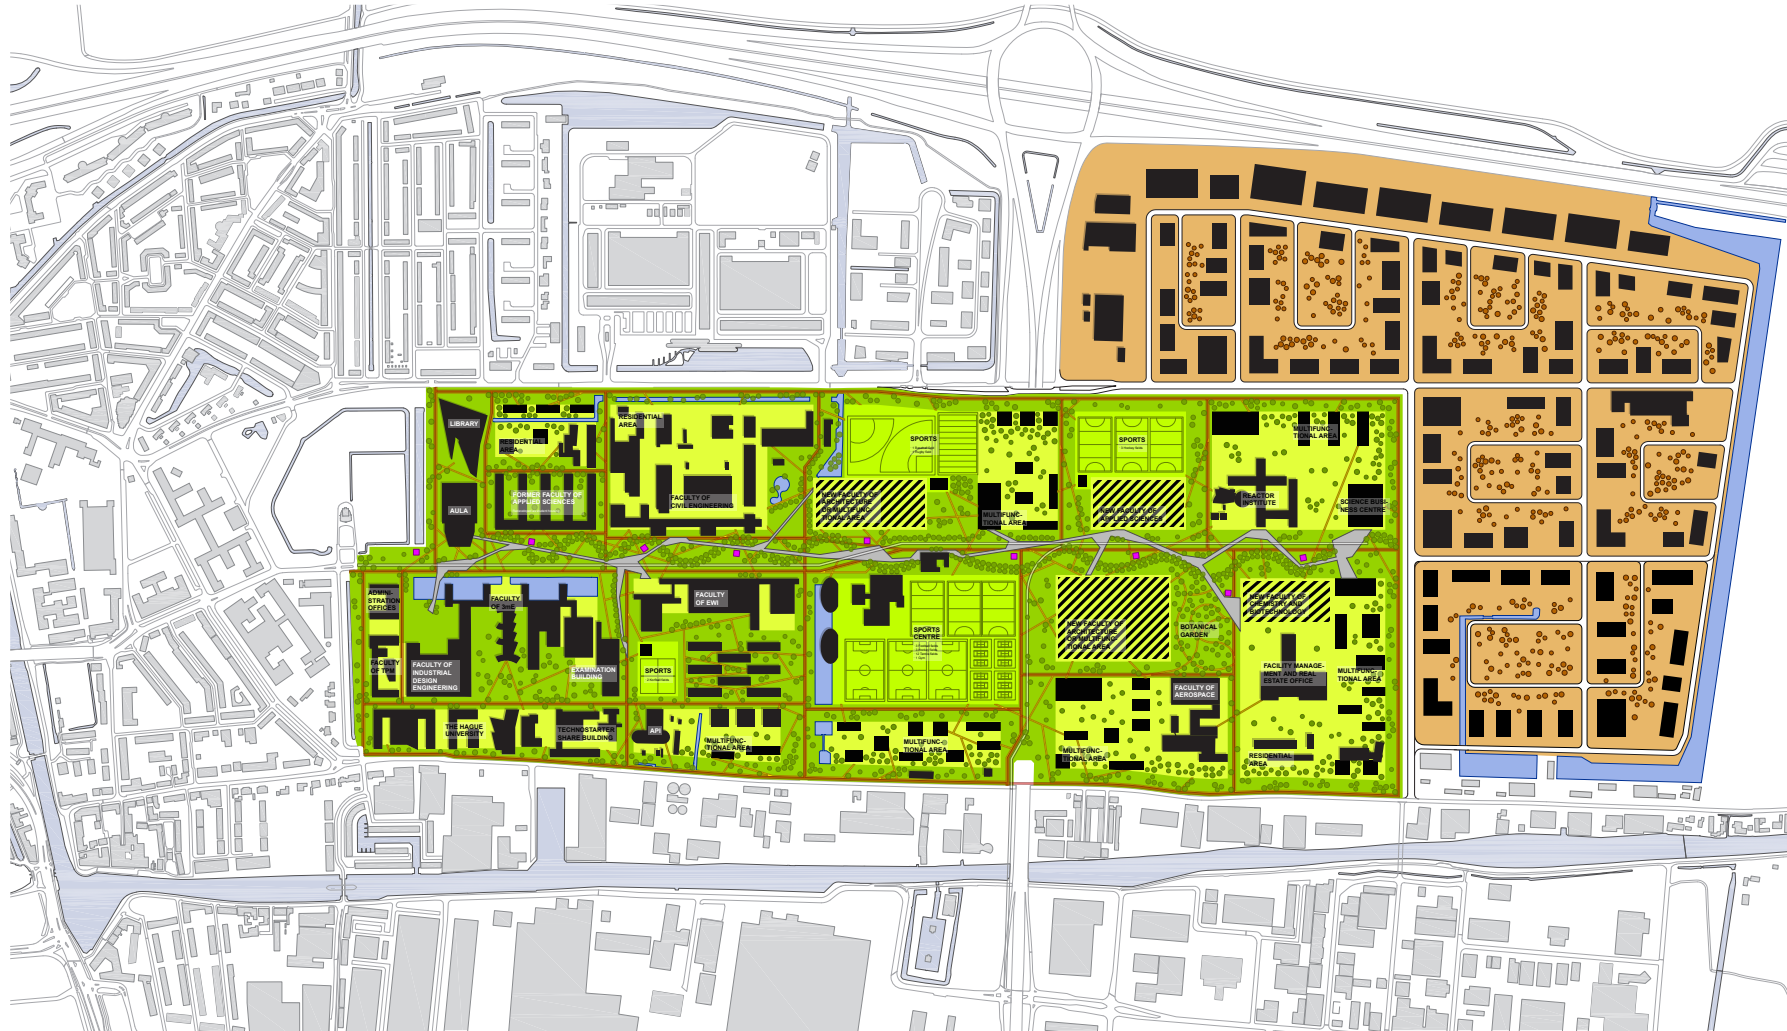 LIBRARY
RESIDENTIAL
AREA
RESIDENTIAL
AREA
FORMER FACULTY OF
APPLIED SCIENCES
AULA
FACULTY OF
CIVIL ENGINEERING
SPORTS
NEW FACULTY OF
ARCHITECTURE
OR MULTIFUNC-
TIONAL AREA
MULTIFUNC-
TIONAL AREA
SPORTS
NEW FACULTY OF
APPLIED SCIENCES
MULTIFUNC-
TIONAL AREA
REACTOR
INSTITUTE
SCIENCE BUSI-
NESS CENTRE
ADMINI-
STRATION
OFFICES
FACULTY
OF TPM
FACULTY OF
INDUSTRIAL
DESIGN
ENGINEERING
FACULTY
OF 3mE
EXAMINATION
BUILDING
FACULTY
OF EWI
SPORTS
SPORTS
CENTRE
NEW FACULTY OF
ARCHITECTURE
OR MULTIFUNC-
TIONAL AREA
BOTANICAL
GARDEN
NEW FACULTY OF
CHEMISTRY AND
BIOTECHNOLOGY
FACILITY MANAGE-
MENT AND REAL
ESTATE OFFICE
MULTIFUNC-
TIONAL AREA
FACULTY OF
AEROSPACE
THE HAGUE
UNIVERSITY
TECHNOSTARTER
SHARE BUILDING
API
MULTIFUNC-
TIONAL AREA
MULTIFUNC-
TIONAL AREA
MULTIFUNC-
TIONAL AREA
RESIDENTIAL
AREA